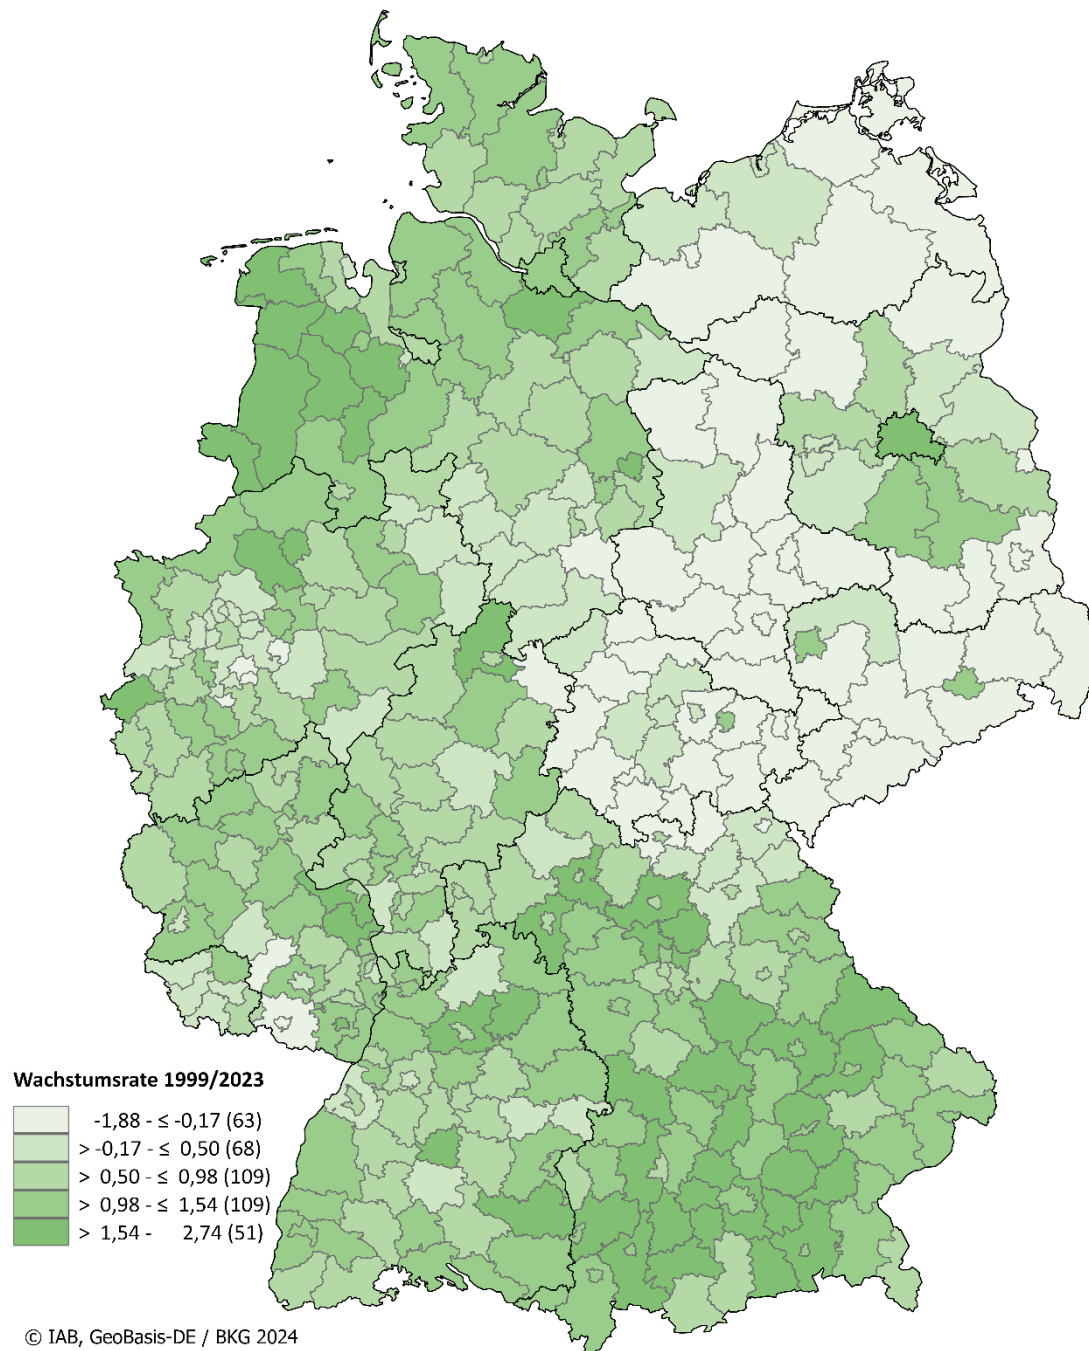 Wachstumsrate 1999/2023
-1,88 - ≤ -0,17 (63)
> -0,17 - ≤ 0,50 (68)
> 0,50 - ≤ 0,98 (109)
> 0,98 - ≤ 1,54 (109)
> 1,54 - 2,74 (51)
© IAB, GeoBasis-DE / BKG 2024